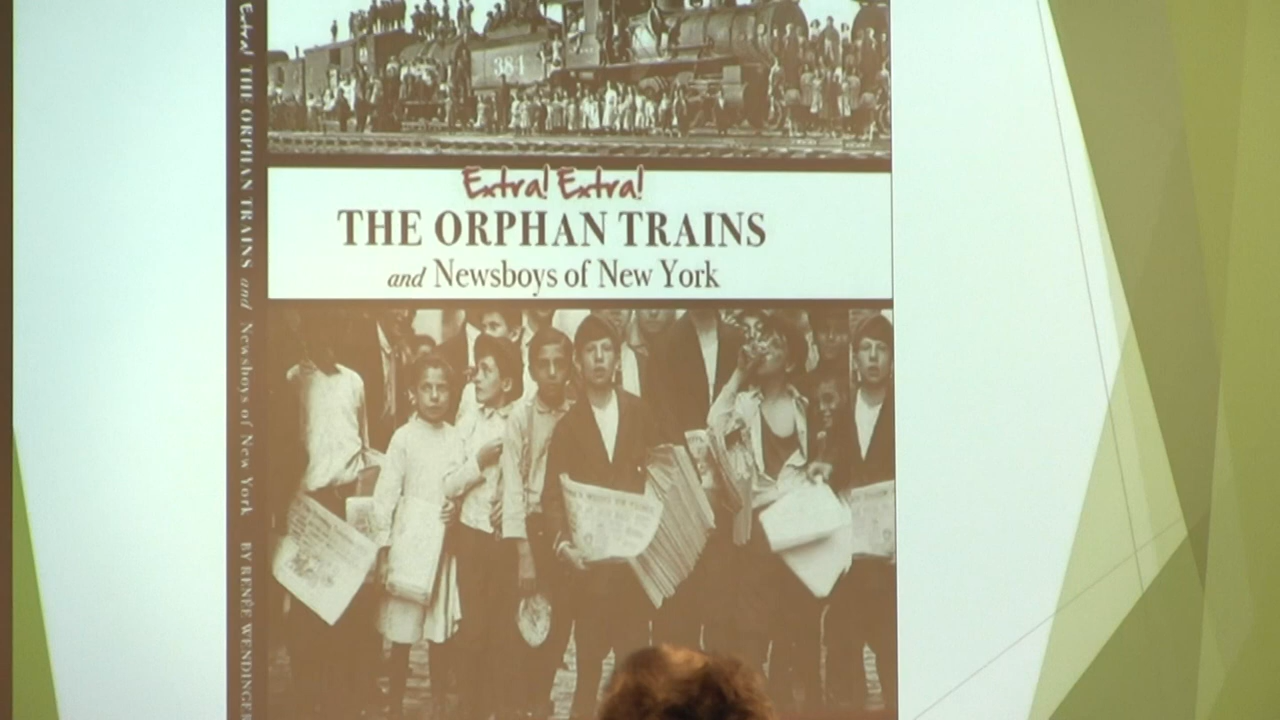 Extra! THE ORPHAN TRAINS and Newsboys of New York BY RENÉE WENDINGER
384
Extra! Extra!
THE ORPHAN TRAINS
and Newsboys of New York